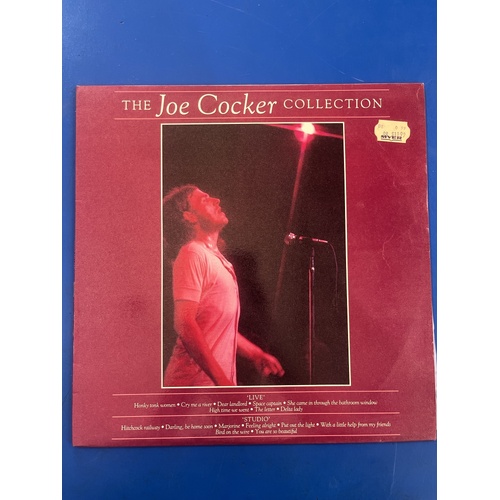 THE Joe Cocker COLLECTION
MYER
'LIVE'
Honky tonk women • Cry me a river • Dear landlord • Space captain • She came in through the bathroom window
High time we went • The letter • Delta lady
'STUDIO'
Hitchcock railway • Darling, be home soon • Marjorine • Feeling alright • Put out the light • With a little help from my friends
Bird on the wire • You are so beautiful